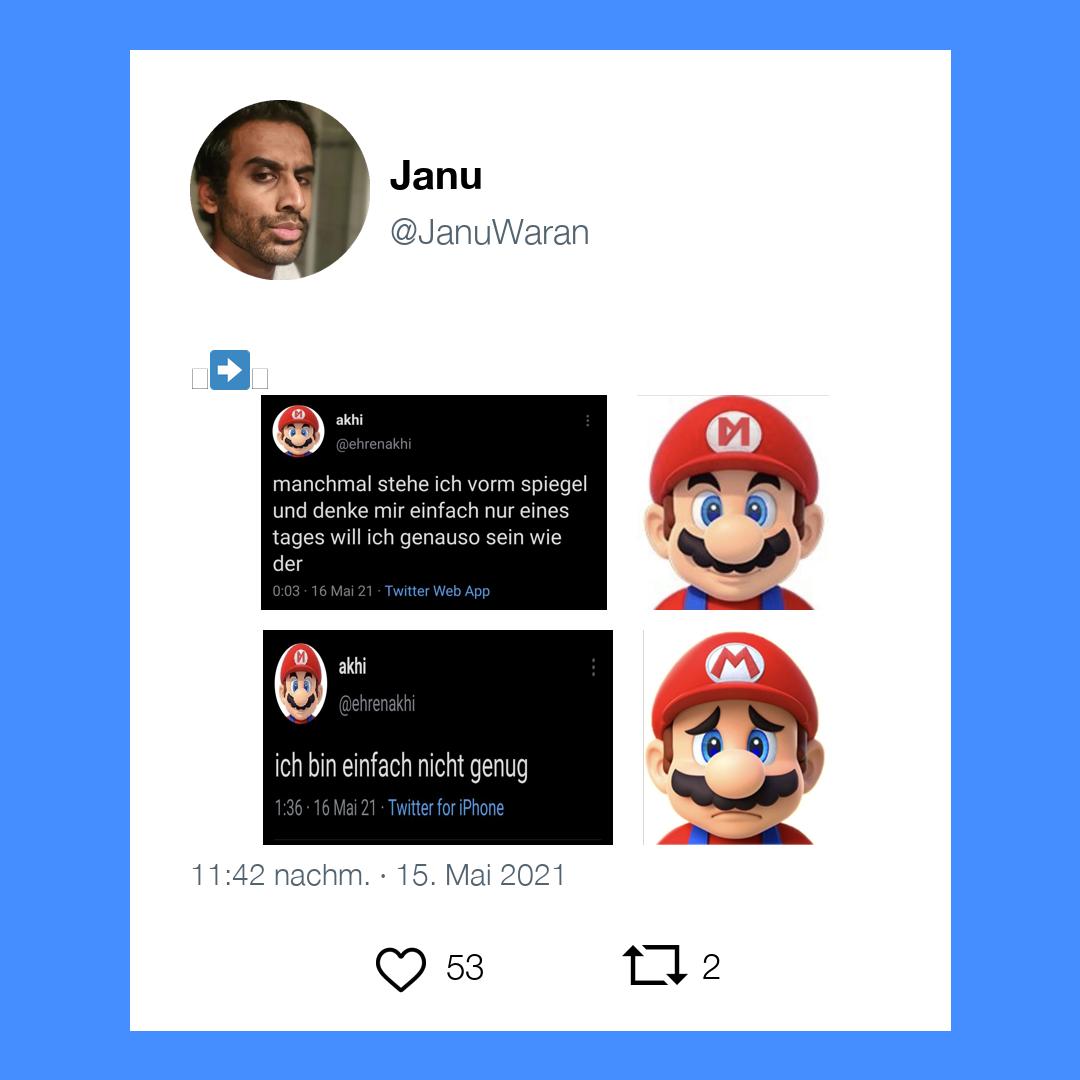 Janu
@JanuWaran
➡
akhi
@ehrenakhi
manchmal stehe ich vorm spiegel
und denke mir einfach nur eines
tages will ich genauso sein wie
der
0:03 · 16 Mai 21 · Twitter Web App
akhi
@ehrenakhi
ich bin einfach nicht genug
1:36 · 16 Mai 21 · Twitter for iPhone
M
11:42 nachm. · 15. Mai 2021
53 2